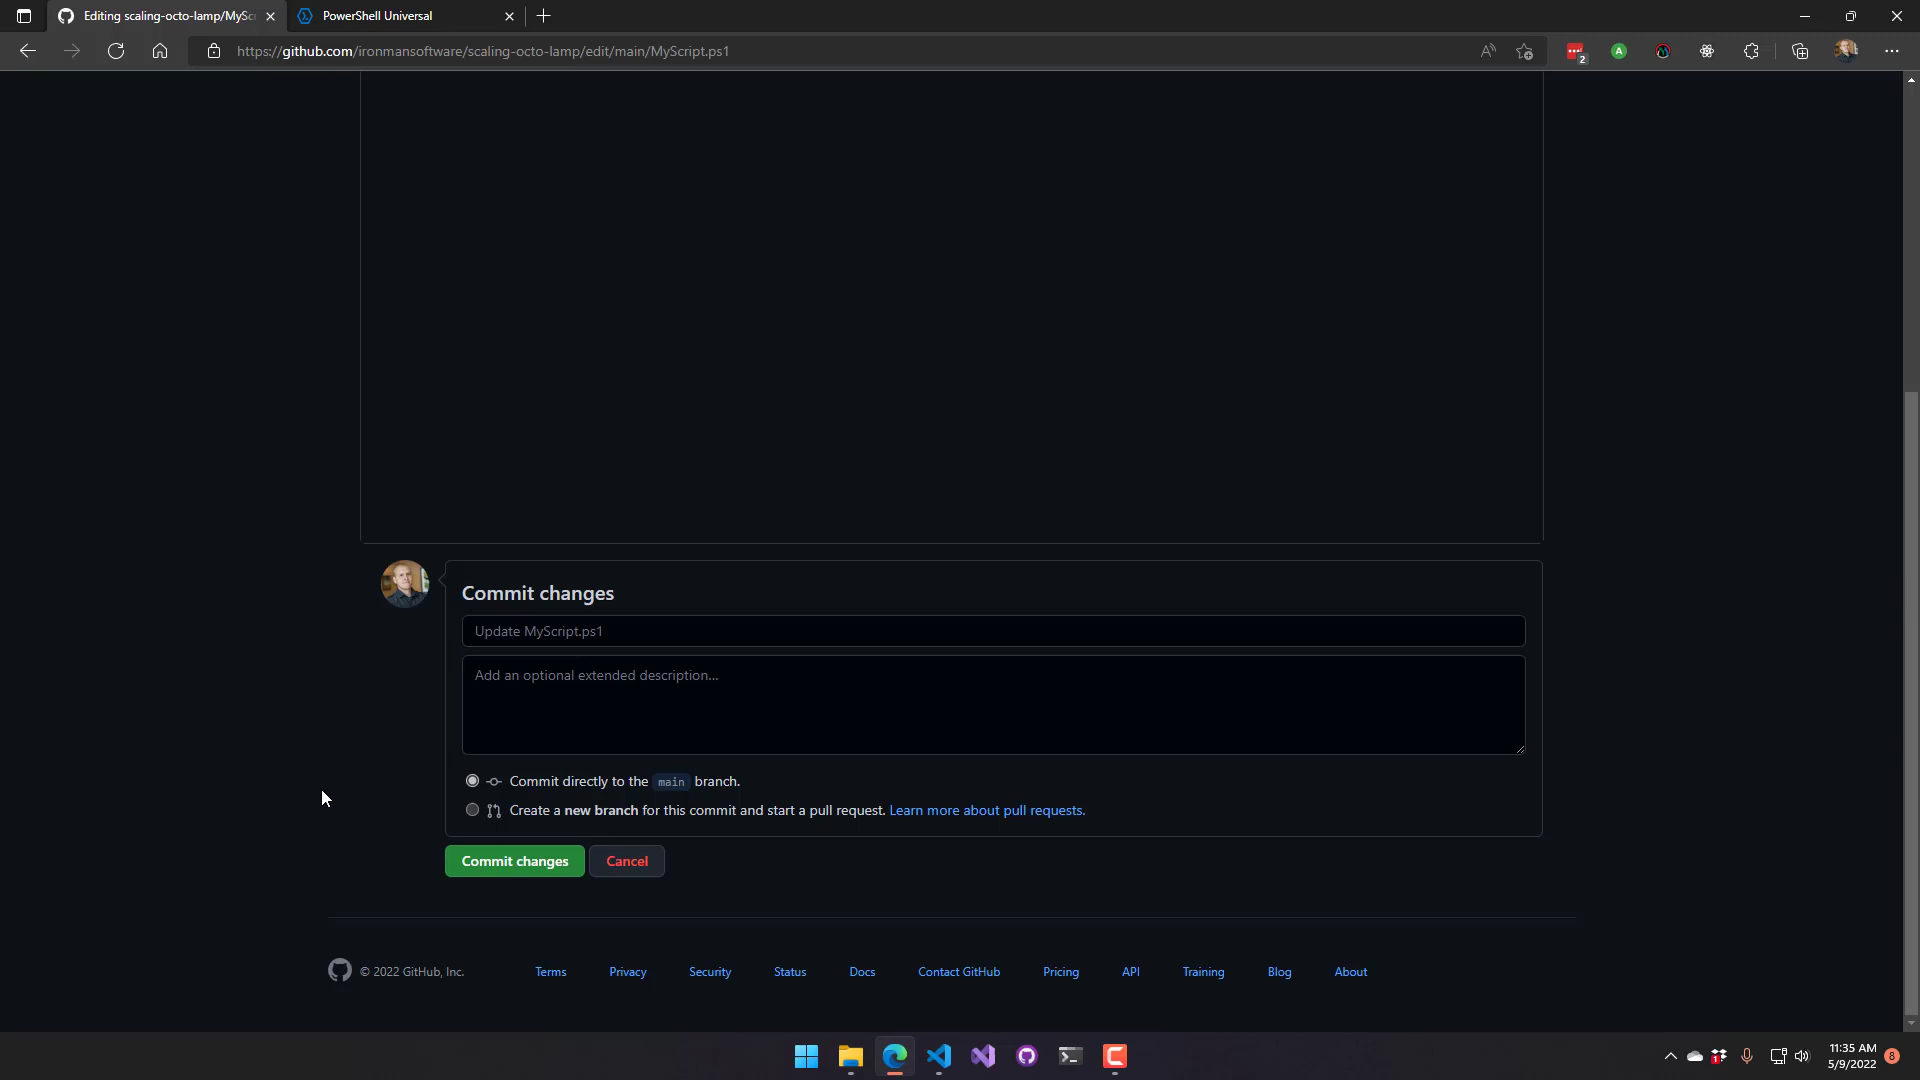 Editing scaling-octo-lamp/MySc
PowerShell Universal
https://github.com/ironmansoftware/scaling-octo-lamp/edit/main/MyScript.ps1
2
A
Commit changes
Update MyScript.ps1
Add an optional extended description...
Commit directly to the main branch.
Create a new branch for this commit and start a pull request. Learn more about pull requests.
Commit changes
Cancel
© 2022 GitHub, Inc.
Terms
Privacy
Security
Status
Docs
Contact GitHub
Pricing
API
Training
Blog
About
1
11:35 AM
5/9/2022
8